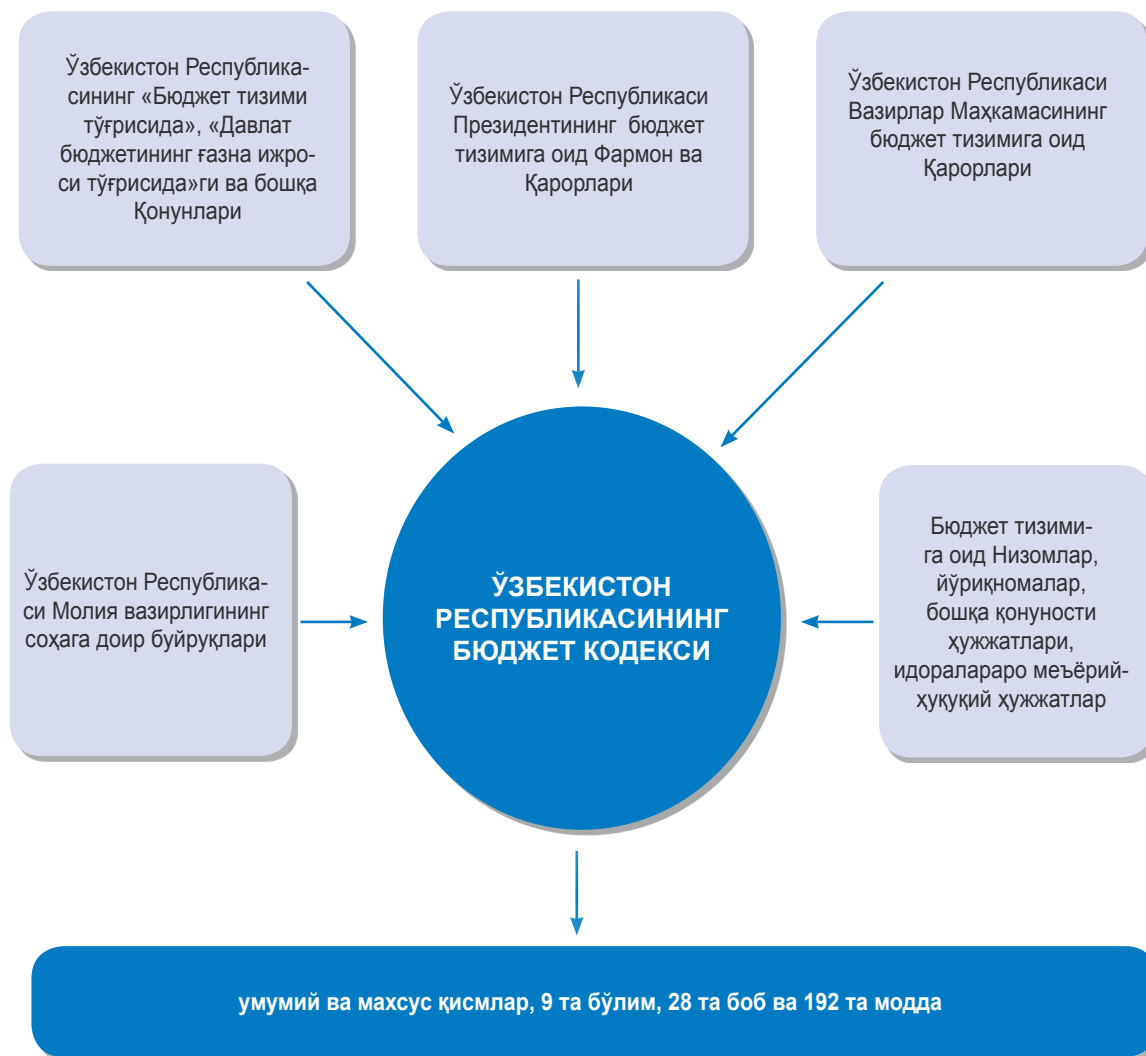 Ўзбекистон Республика-
сининг «Бюджет тизими
тўғрисида», «Давлат
бюджетининг ғазна ижро-
си тўғрисида»ги ва бошқа
Қонунлари
Ўзбекистон Республикаси
Президентининг бюджет
тизимига оид Фармон ва
Қарорлари
Ўзбекистон Республикаси
Вазирлар Маҳкамасининг
бюджет тизимига оид
Қарорлари
Ўзбекистон Республика-
си Молия вазирлигининг
соҳага доир буйруқлари
ЎЗБЕКИСТОН
РЕСПУБЛИКАСИНИНГ
БЮДЖЕТ КОДЕКСИ
Бюджет тизими-
га оид Низомлар,
йўриқномалар,
бошқа қонуности
ҳужжатлари,
идоралараро меъёрий-
ҳуқуқий ҳужжатлар
умумий ва махсус қисмлар, 9 та бўлим, 28 та боб ва 192 та модда